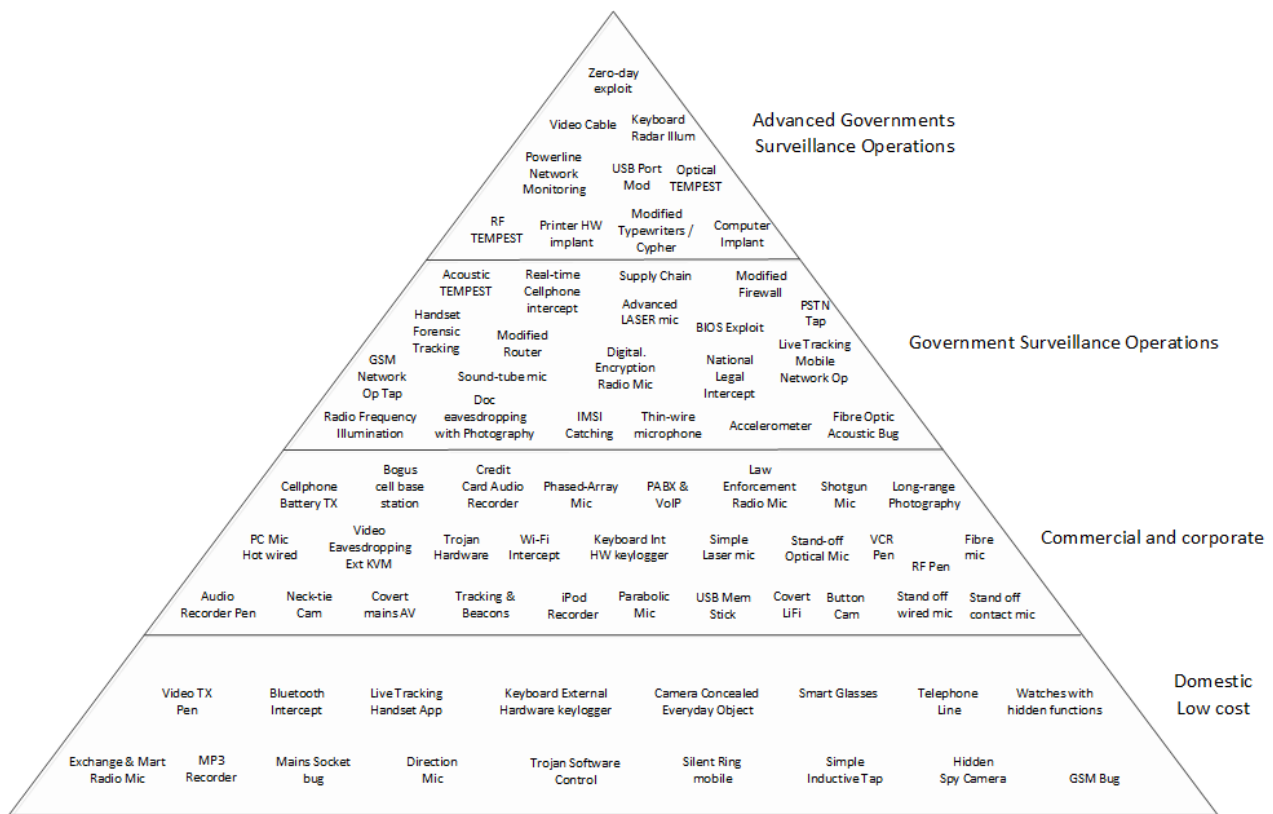 Zero-day
exploit
Advanced Governments
Surveillance Operations
Video Cable
Keyboard
Radar Illum
Powerline
Network
Monitoring
USB Port
Mod
Optical
TEMPEST
RF
TEMPEST
Printer HW
implant
Modified
Typewriters /
Cypher
Computer
Implant
Acoustic
TEMPEST
Real-time
Cellphone
intercept
Supply Chain
Modified
Firewall
Handset
Forensic
Tracking
Advanced
LASER mic
PSTN
Tap
Modified
Router
BIOS Exploit
Government Surveillance Operations
GSM
Network
Op Tap
Sound-tube mic
Digital.
Encryption
Radio Mic
National
Legal
Intercept
Live Tracking
Mobile
Network Op
Radio Frequency
Illumination
Doc
eavesdropping
with Photography
IMSI
Catching
Thin-wire
microphone
Accelerometer
Fibre Optic
Acoustic Bug
Cellphone
Battery TX
Bogus
cell base
station
Credit
Card Audio
Recorder
Phased-Array
Mic
PABX &
VoIP
Law
Enforcement
Radio Mic
Shotgun
Mic
Long-range
Photography
PC Mic
Hot wired
Video
Eavesdropping
Ext KVM
Trojan
Hardware
Wi-Fi
Intercept
Keyboard Int
HW keylogger
Simple
Laser mic
Stand-off
Optical Mic
VCR
Pen
RF Pen
Fibre
mic
Commercial and corporate
Audio
Recorder Pen
Neck-tie
Cam
Covert
mains AV
Tracking &
Beacons
iPod
Recorder
Parabolic
Mic
USB Mem
Stick
Covert
LiFi
Button
Cam
Stand off
wired mic
Stand off
contact mic
Video TX
Pen
Bluetooth
Intercept
Live Tracking
Handset App
Keyboard External
Hardware keylogger
Camera Concealed
Everyday Object
Smart Glasses
Telephone
Line
Watches with
hidden functions
Domestic
Low cost
Exchange & Mart
Radio Mic
MP3
Recorder
Mains Socket
bug
Direction
Mic
Trojan Software
Control
Silent Ring
mobile
Simple
Inductive Tap
Hidden
Spy Camera
GSM Bug